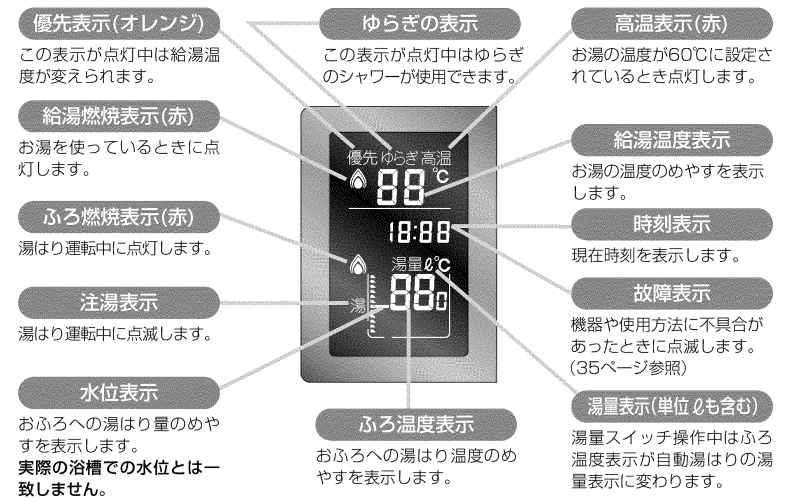 優先表示(オレンジ)
この表示が点灯中は給湯温
度が変えられます。
給湯燃焼表示(赤)
お湯を使っているときに点
灯します。
ふろ燃焼表示(赤)
湯はり運転中に点灯します。
注湯表示
湯はり運転中に点滅します。
水位表示
おふろへの湯はり量のめや
すを表示します。
実際の浴槽での水位とは一
致しません。
ゆらぎの表示
この表示が点灯中はゆらぎ
のシャワーが使用できます。
優先 ゆらぎ 高温
88℃
18:88
湯量ℓ℃
湯 880
ふろ温度表示
おふろへの湯はり温度のめ
やすを表示します。
高温表示(赤)
お湯の温度が60℃に設定さ
れているとき点灯します。
給湯温度表示
お湯の温度のめやすを表示
します。
時刻表示
現在時刻を表示します。
故障表示
機器や使用方法に不具合が
あったときに点滅します。
(35ページ参照)
湯量表示(単位ℓも含む)
湯量スイッチ操作中はふろ
温度表示が自動湯はりの湯
量表示に変わります。